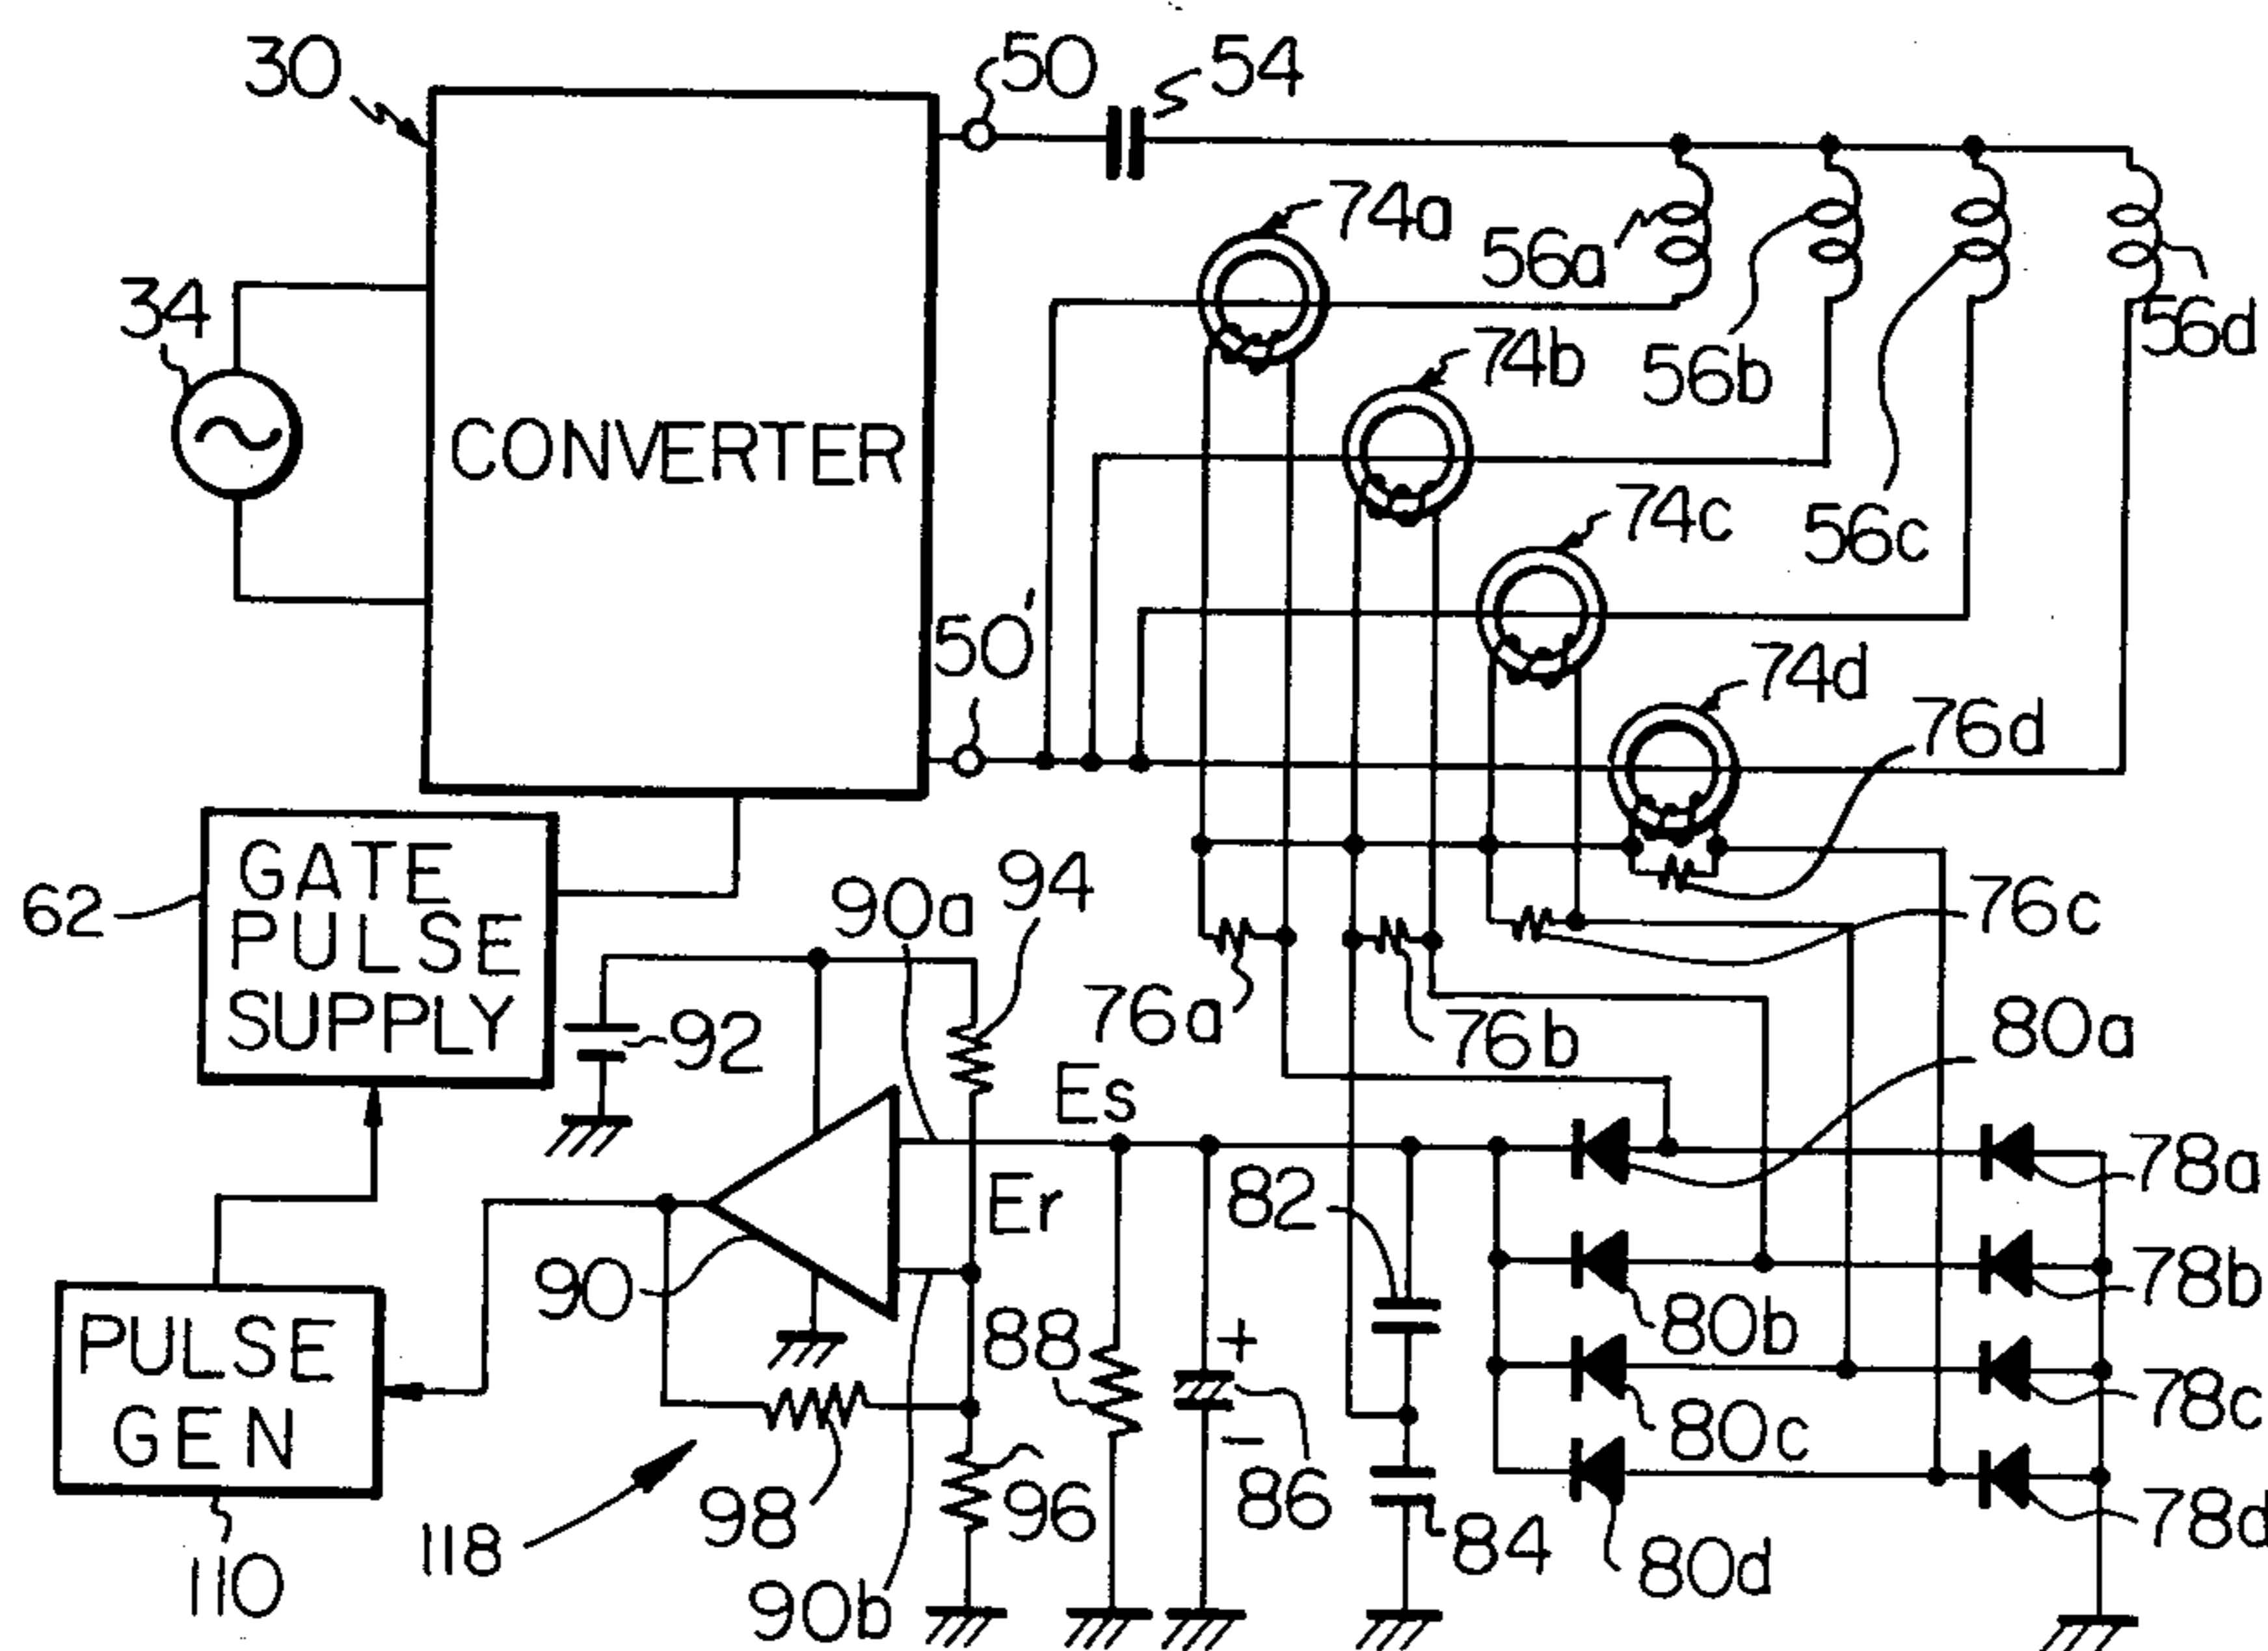 30
50
54
74a
56a
34
74b
56b
56d
CONVERTER
74c
56c
50'
74d
76d
GATE
PULSE
SUPPLY
62
90a
94
76c
92
76a
76b
80a
Es
82
78a
Er
90
88
80b
78b
PULSE
GEN
+
−
80c
78c
118
98
96
86
84
80d
78d
110
90b